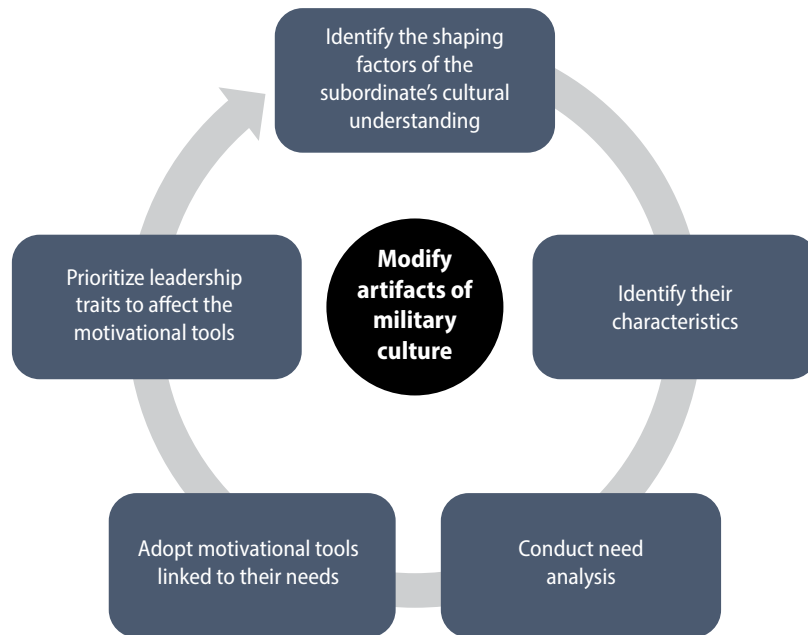 Identify the shaping
factors of the
subordinate’s cultural
understanding
Identify their
characteristics
Conduct need
analysis
Adopt motivational tools
linked to their needs
Prioritize leadership
traits to affect the
motivational tools
Modify
artifacts of
military
culture